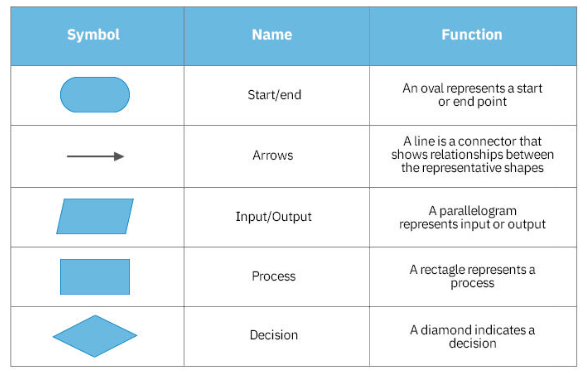 Symbol
Name
Function
Start/end
An oval represents a start
or end point
Arrows
A line is a connector that
shows relationships between
the representative shapes
Input/Output
A parallelogram
represents input or output
Process
A rectagle represents a
process
Decision
A diamond indicates a
decision